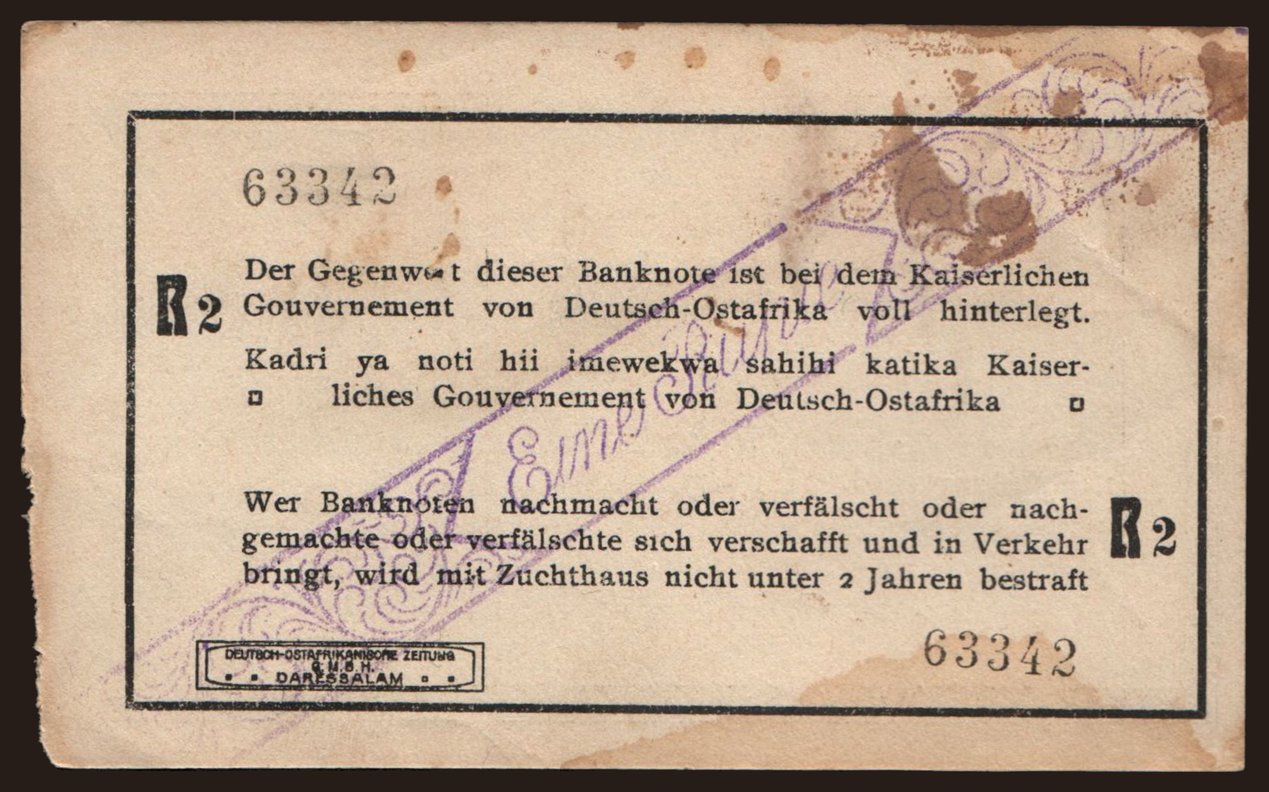 63342
R 2
Der Gegenwert dieser Banknote ist bei dem Kaiserlichen
Gouvernement von Deutsch-Ostafrika voll hinterlegt.
Kadri ya noti hii imewekwa sahihi katika Kaiser-
liches Gouvernement von Deutsch-Ostafrika
Eine Rupie
Wer Banknoten nachmacht oder verfälscht oder nach-
gemachte oder verfälschte sich verschafft und in Verkehr
bringt, wird mit Zuchthaus nicht unter 2 Jahren bestraft
R 2
DEUTSCH-OSTAFRIKANISCHE ZEITUNG
G.M.B.H.
DARESSALAM
63342